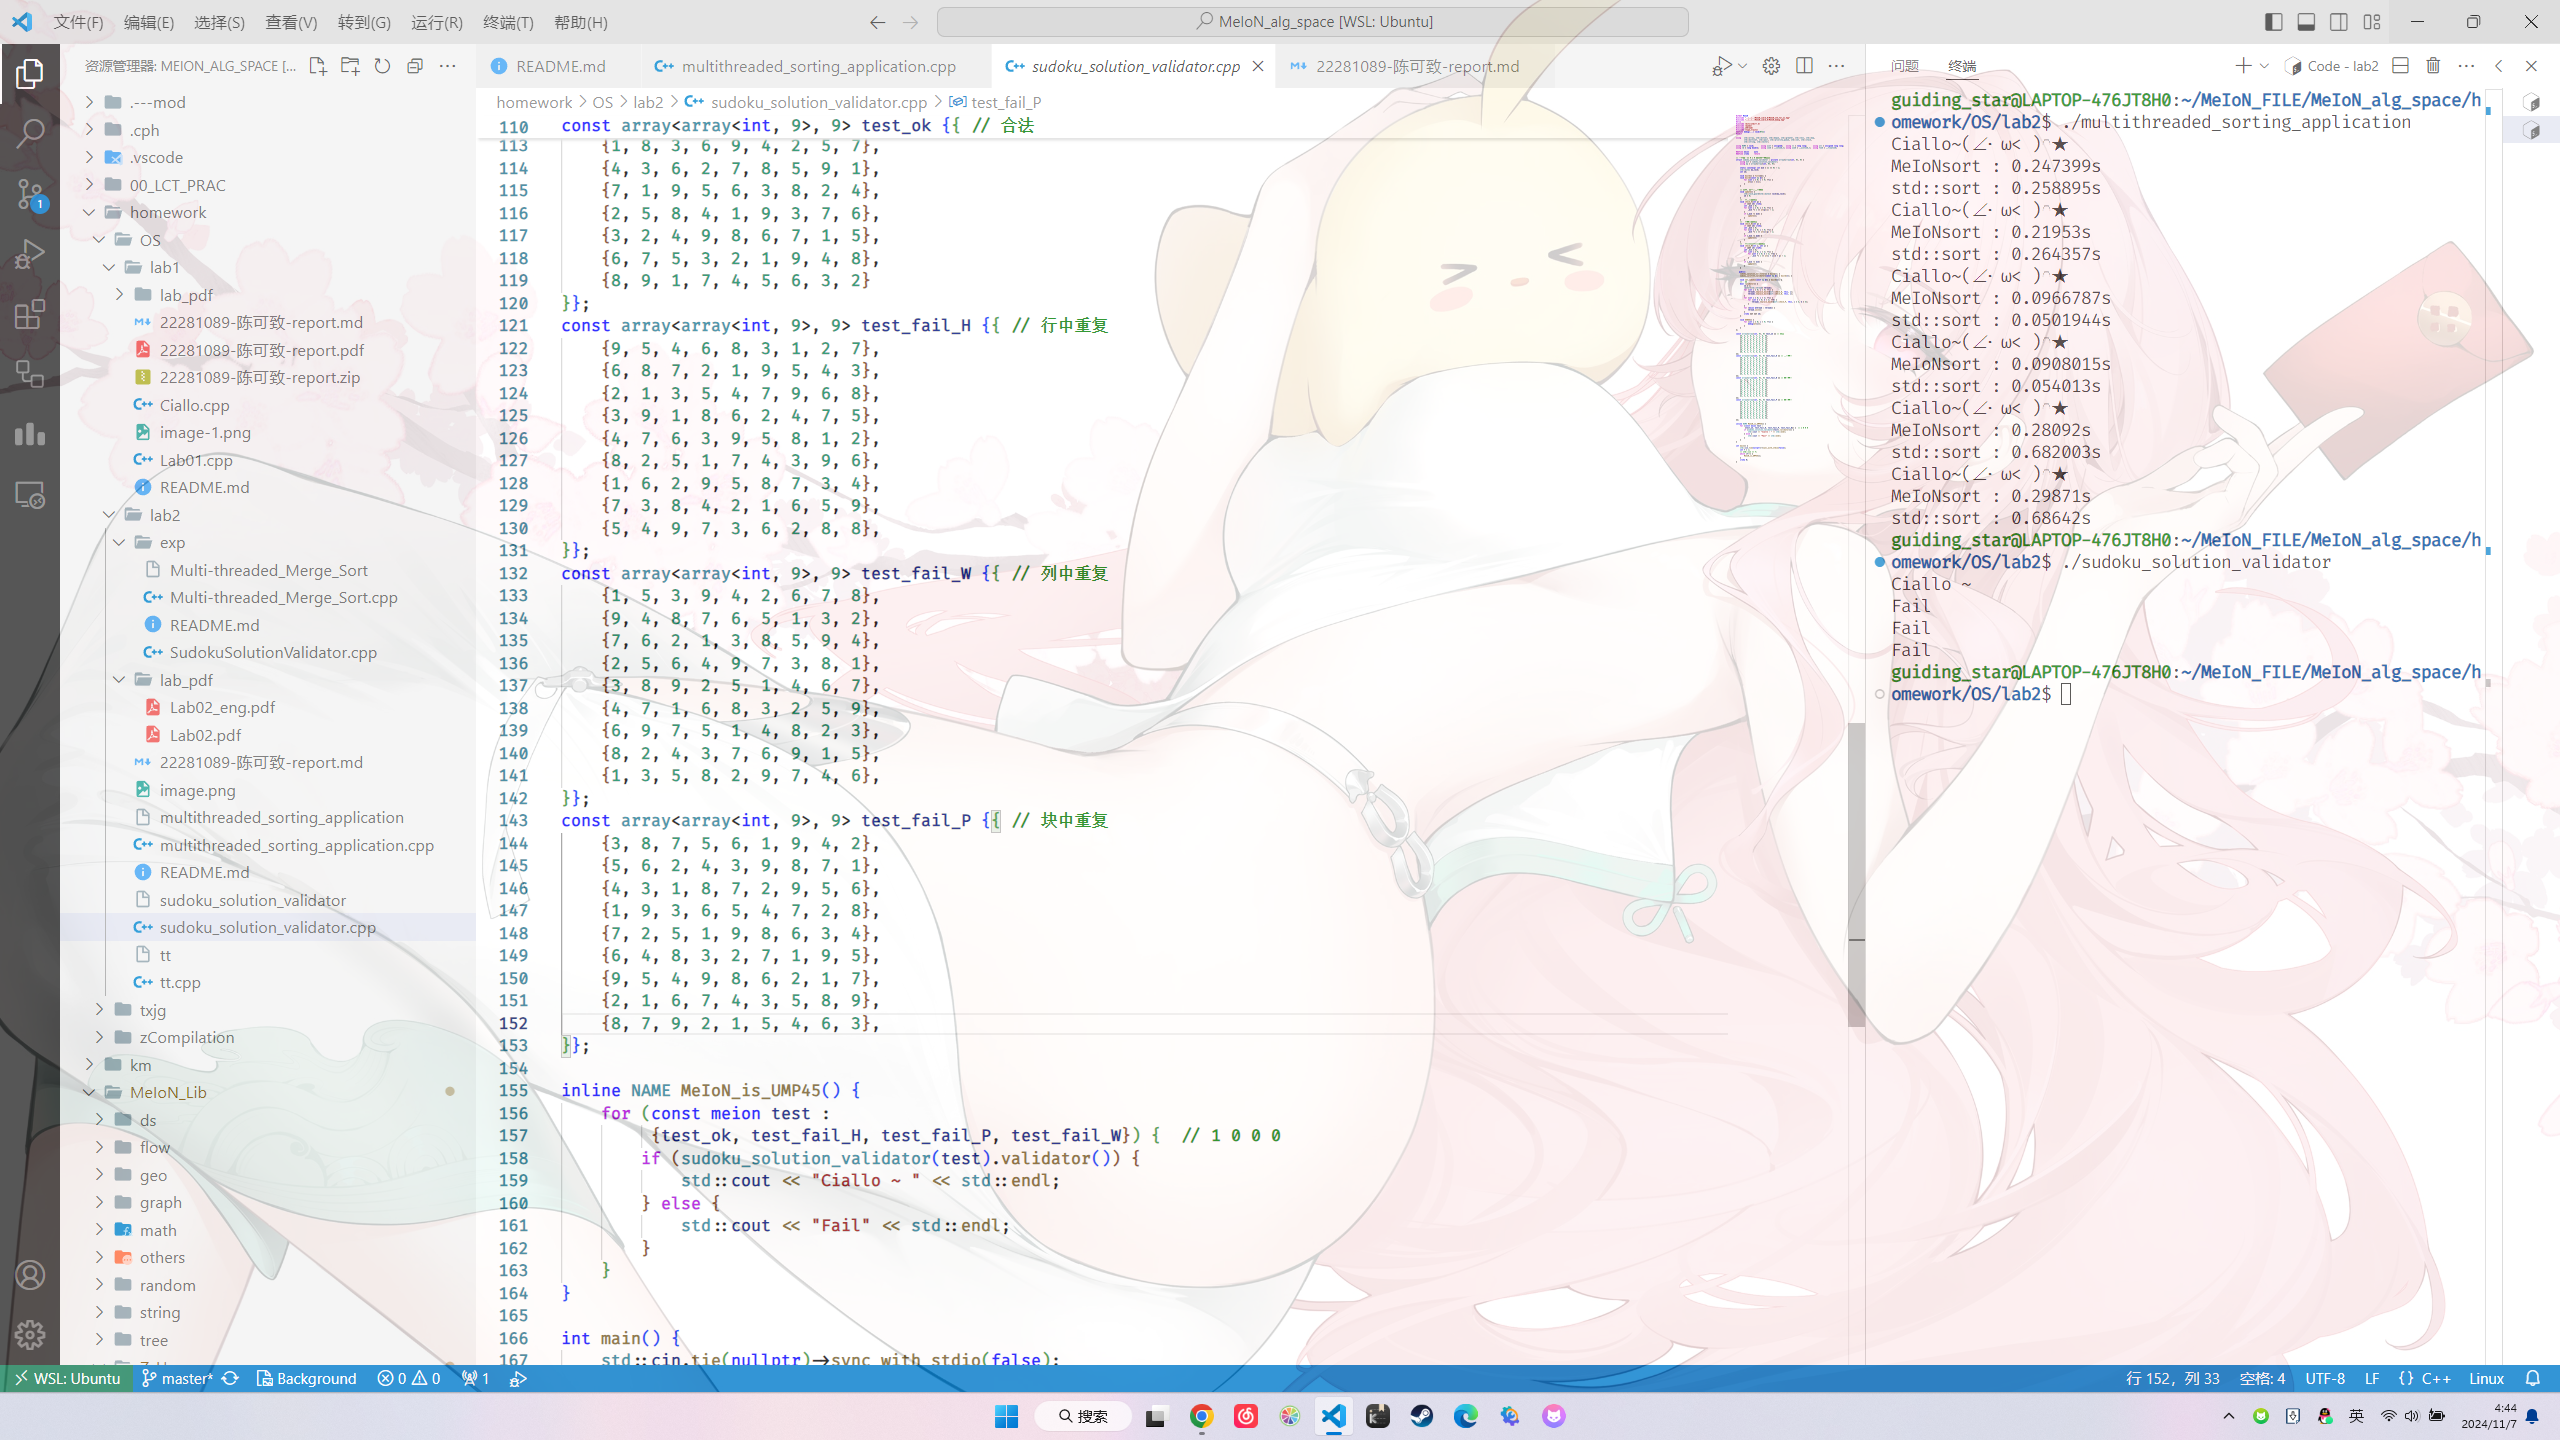 文件(F) 编辑(E) 选择(S) 查看(V) 转到(G) 运行(R) 终端(T) 帮助(H)
MeIoN_alg_space [WSL: Ubuntu]
资源管理器: MEION_ALG_SPACE [...
.---mod
.cph
.vscode
00_LCT_PRAC
homework
OS
lab1
lab_pdf
22281089-陈可致-report.md
22281089-陈可致-report.pdf
22281089-陈可致-report.zip
Ciallo.cpp
image-1.png
Lab01.cpp
README.md
lab2
exp
Multi-threaded_Merge_Sort
Multi-threaded_Merge_Sort.cpp
README.md
SudokuSolutionValidator.cpp
lab_pdf
Lab02_eng.pdf
Lab02.pdf
22281089-陈可致-report.md
image.png
multithreaded_sorting_application
multithreaded_sorting_application.cpp
README.md
sudoku_solution_validator
sudoku_solution_validator.cpp
tt
tt.cpp
txjg
zCompilation
km
MeIoN_Lib
ds
flow
geo
graph
math
others
random
string
tree
1
README.md
multithreaded_sorting_application.cpp
sudoku_solution_validator.cpp
22281089-陈可致-report.md
homework > OS > lab2 > sudoku_solution_validator.cpp > test_fail_P
110 const array<array<int, 9>, 9> test_ok {{ // 合法
113 {1, 8, 3, 6, 9, 4, 2, 5, 7},
114 {4, 3, 6, 2, 7, 8, 5, 9, 1},
115 {7, 1, 9, 5, 6, 3, 8, 2, 4},
116 {2, 5, 8, 4, 1, 9, 3, 7, 6},
117 {3, 2, 4, 9, 8, 6, 7, 1, 5},
118 {6, 7, 5, 3, 2, 1, 9, 4, 8},
119 {8, 9, 1, 7, 4, 5, 6, 3, 2}
120 }};
121 const array<array<int, 9>, 9> test_fail_H {{ // 行中重复
122 {9, 5, 4, 6, 8, 3, 1, 2, 7},
123 {6, 8, 7, 2, 1, 9, 5, 4, 3},
124 {2, 1, 3, 5, 4, 7, 9, 6, 8},
125 {3, 9, 1, 8, 6, 2, 4, 7, 5},
126 {4, 7, 6, 3, 9, 5, 8, 1, 2},
127 {8, 2, 5, 1, 7, 4, 3, 9, 6},
128 {1, 6, 2, 9, 5, 8, 7, 3, 4},
129 {7, 3, 8, 4, 2, 1, 6, 5, 9},
130 {5, 4, 9, 7, 3, 6, 2, 8, 8},
131 }};
132 const array<array<int, 9>, 9> test_fail_W {{ // 列中重复
133 {1, 5, 3, 9, 4, 2, 6, 7, 8},
134 {9, 4, 8, 7, 6, 5, 1, 3, 2},
135 {7, 6, 2, 1, 3, 8, 5, 9, 4},
136 {2, 5, 6, 4, 9, 7, 3, 8, 1},
137 {3, 8, 9, 2, 5, 1, 4, 6, 7},
138 {4, 7, 1, 6, 8, 3, 2, 5, 9},
139 {6, 9, 7, 5, 1, 4, 8, 2, 3},
140 {8, 2, 4, 3, 7, 6, 9, 1, 5},
141 {1, 3, 5, 8, 2, 9, 7, 4, 6},
142 }};
143 const array<array<int, 9>, 9> test_fail_P {{ // 块中重复
144 {3, 8, 7, 5, 6, 1, 9, 4, 2},
145 {5, 6, 2, 4, 3, 9, 8, 7, 1},
146 {4, 3, 1, 8, 7, 2, 9, 5, 6},
147 {1, 9, 3, 6, 5, 4, 7, 2, 8},
148 {7, 2, 5, 1, 9, 8, 6, 3, 4},
149 {6, 4, 8, 3, 2, 7, 1, 9, 5},
150 {9, 5, 4, 9, 8, 6, 2, 1, 7},
151 {2, 1, 6, 7, 4, 3, 5, 8, 9},
152 {8, 7, 9, 2, 1, 5, 4, 6, 3},
153 }};
154
155 inline NAME MeIoN_is_UMP45() {
156 for (const meion test :
157 {test_ok, test_fail_H, test_fail_P, test_fail_W}) { // 1 0 0 0
158 if (sudoku_solution_validator(test).validator()) {
159 std::cout << "Ciallo ~ " << std::endl;
160 } else {
161 std::cout << "Fail" << std::endl;
162 }
163 }
164 }
165
166 int main() {
167 std::cin.tie(nullptr)->sync_with_stdio(false);
问题 终端
Code - lab2
guiding_star@LAPTOP-476JT8H0:~/MeIoN_FILE/MeIoN_alg_space/h
omework/OS/lab2$ ./multithreaded_sorting_application
Ciallo~(∠・ω< )⌒★
MeIoNsort : 0.247399s
std::sort : 0.258895s
Ciallo~(∠・ω< )⌒★
MeIoNsort : 0.21953s
std::sort : 0.264357s
Ciallo~(∠・ω< )⌒★
MeIoNsort : 0.0966787s
std::sort : 0.0501944s
Ciallo~(∠・ω< )⌒★
MeIoNsort : 0.0908015s
std::sort : 0.054013s
Ciallo~(∠・ω< )⌒★
MeIoNsort : 0.28092s
std::sort : 0.682003s
Ciallo~(∠・ω< )⌒★
MeIoNsort : 0.29871s
std::sort : 0.68642s
guiding_star@LAPTOP-476JT8H0:~/MeIoN_FILE/MeIoN_alg_space/h
omework/OS/lab2$ ./sudoku_solution_validator
Ciallo ~
Fail
Fail
Fail
guiding_star@LAPTOP-476JT8H0:~/MeIoN_FILE/MeIoN_alg_space/h
omework/OS/lab2$
WSL: Ubuntu master* Background 0 0 1
行 152，列 33 空格: 4 UTF-8 LF {} C++ Linux
搜索
英
4:44
2024/11/7